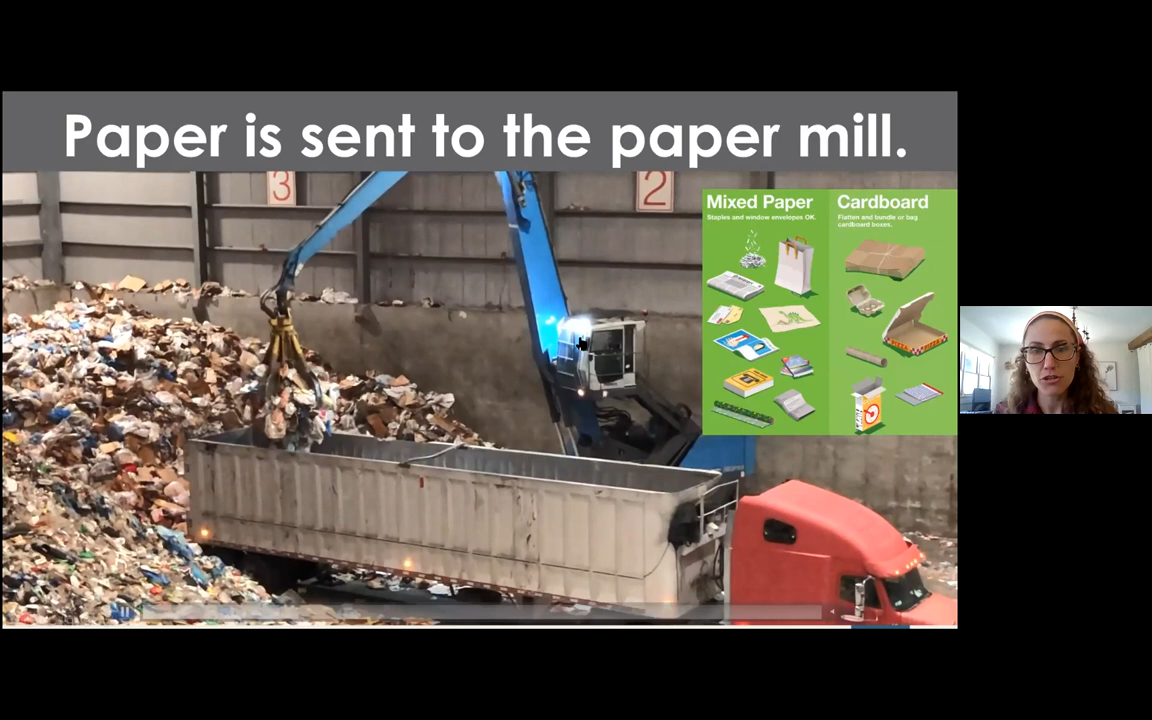 Paper is sent to the paper mill.
3
2
Mixed Paper
Staples and window envelopes OK.
Cardboard
Flatten and bundle or bag
cardboard boxes.